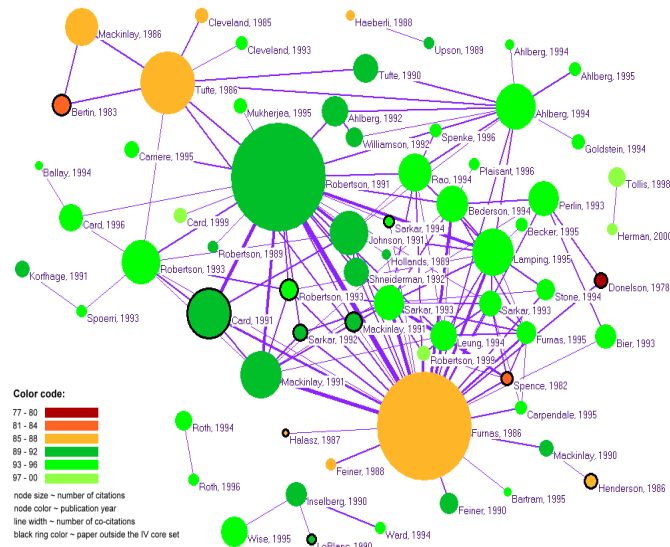 Cleveland, 1985
Mackinlay, 1986
Haeberli, 1988
Upson, 1989
Cleveland, 1993
Ahlberg, 1994
Tufte, 1990
Ahlberg, 1995
Tufte, 1986
Bertin, 1983
Mukherjea, 1995
Ahlberg, 1992
Ahlberg, 1994
Spenke, 1996
Williamson, 1992
Goldstein, 1994
Carriere, 1995
Ballay, 1994
Robertson, 1991
Rao, 1994
Plaisant, 1996
Tollis, 1998
Perlin, 1993
Bederson, 1994
Card, 1996
Card, 1999
Sarkar, 1994
Becker, 1995
Herman, 2000
Johnson, 1991
Robertson, 1989
Hollands, 1989
Lamping, 1995
Korfhage, 1991
Robertson, 1993
Shneiderman, 1992
Donelson, 1978
Robertson, 1993
Stone, 1994
Sarkar, 1993
Sarkar, 1993
Spoerri, 1993
Card, 1991
Mackinlay, 1991
Sarkar, 1992
Leung, 1994
Furnas, 1995
Bier, 1993
Robertson, 1999
Mackinlay, 1991
Spence, 1982
Color code:
77 - 80
81 - 84
85 - 88
89 - 92
93 - 96
97 - 00
Carpendale, 1995
Roth, 1994
Furnas, 1986
Halasz, 1987
Mackinlay, 1990
Feiner, 1988
Henderson, 1986
Roth, 1996
Bartram, 1995
Inselberg, 1990
Feiner, 1990
node size ~ number of citations
node color ~ publication year
line width ~ number of co-citations
black ring color ~ paper outside the IV core set
Ward, 1994
Wise, 1995
LeBlanc, 1990